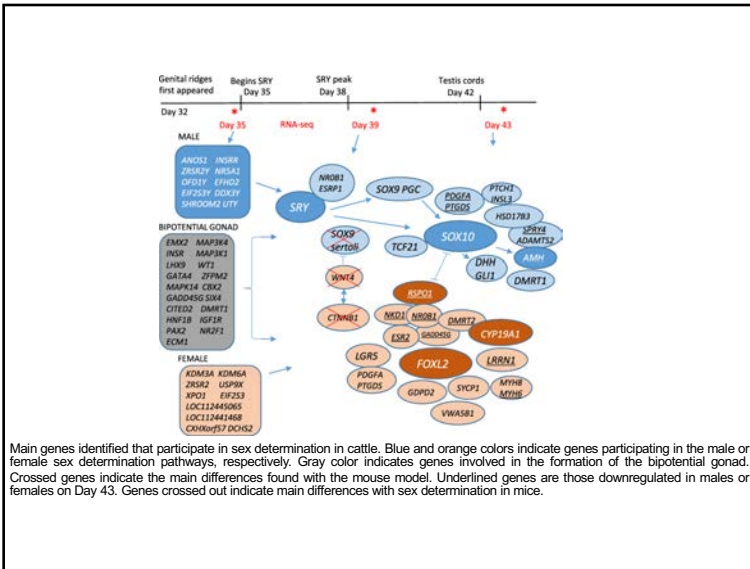 Genital ridges first appeared
Begins SRY Day 35
SRY peak Day 38
Testis cords Day 42
Day 32
*
*
*
Day 35
RNA-seq
Day 39
Day 43
MALE
ANOS1 INSRR
ZRSR2Y NR5A1
OFD1Y EFHD2
EIF2S3Y DDX3Y
SHROOM2 UTY
NR0B1
ESRP1
SRY
SOX9 PGC
PDGFA
PTGDS
PTCH1
INSL3
HSD17B3
SPRY4
ADAMTS2
SOX10
AMH
TCF21
DHH
GLI1
DMRT1
SOX9
sertoli
WNT4
CTNNB1
BIPOTENTIAL GONAD
EMX2 MAP3K4
INSR MAP3K1
LHX9 WT1
GATA4 ZFPM2
MAPK14 CBX2
GADD45G SIX4
CITED2 DMRT1
HNF1B IGF1R
PAX2 NR2F1
ECM1
RSPO1
NKD1
NR0B1
DMRT2
ESR2
GADD45G
CYP19A1
LGR5
FOXL2
LRRN1
PDGFA
PTGDS
GDPD2
SYCP1
MYH8
MYH6
VWA5B1
FEMALE
KDM3A KDM6A
ZRSR2 USP9X
XPO1 EIF2S3
LOC112445065
LOC112441468
CXHXorf57 DCHS2
Main genes identified that participate in sex determination in cattle. Blue and orange colors indicate genes participating in the male or
female sex determination pathways, respectively. Gray color indicates genes involved in the formation of the bipotential gonad.
Crossed genes indicate the main differences found with the mouse model. Underlined genes are those downregulated in males or
females on Day 43. Genes crossed out indicate main differences with sex determination in mice.